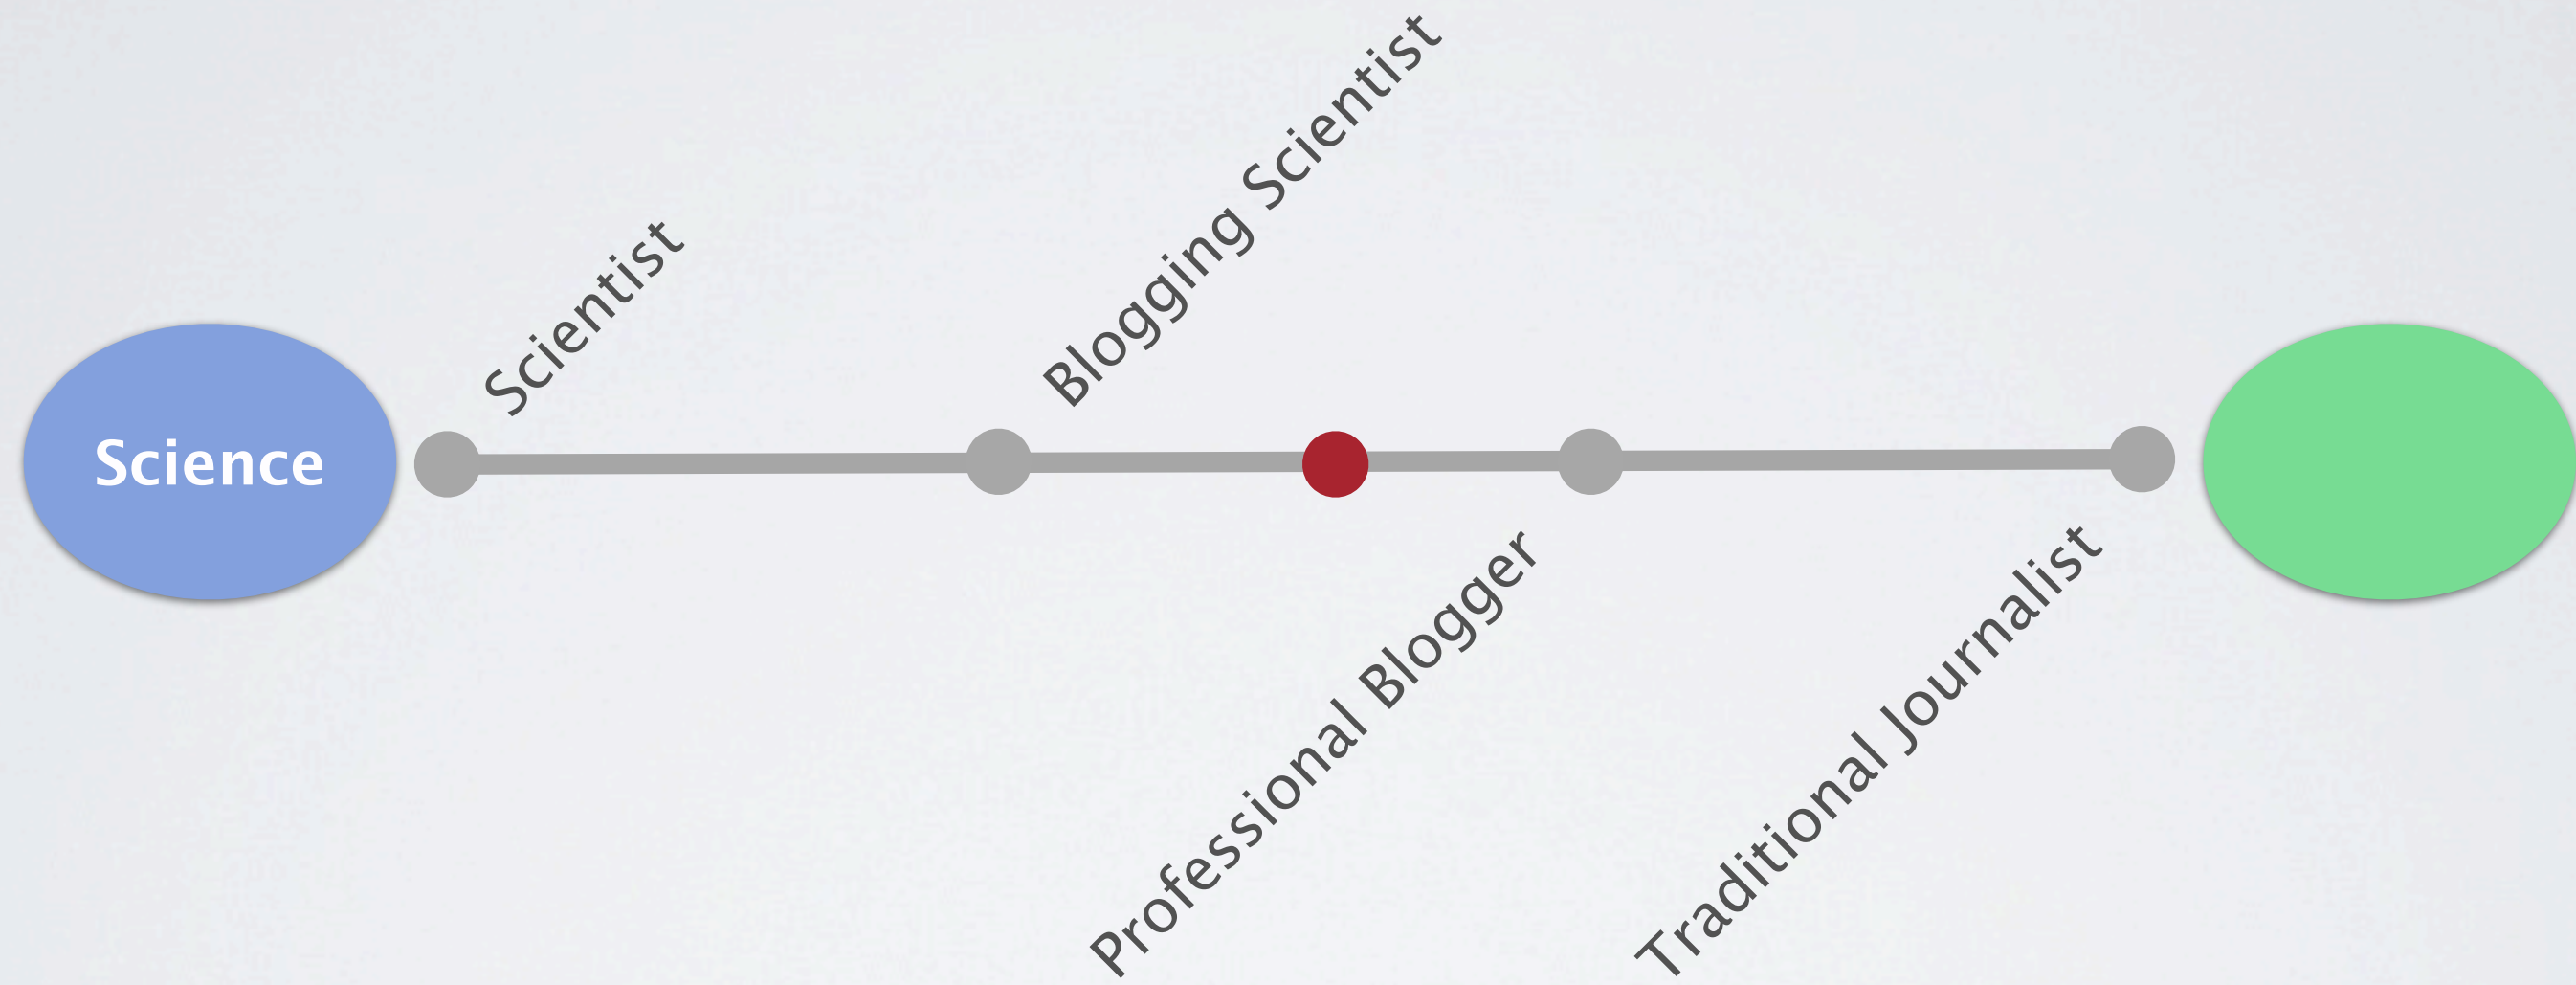 Science
Scientist
Blogging Scientist
Professional Blogger
Traditional Journalist